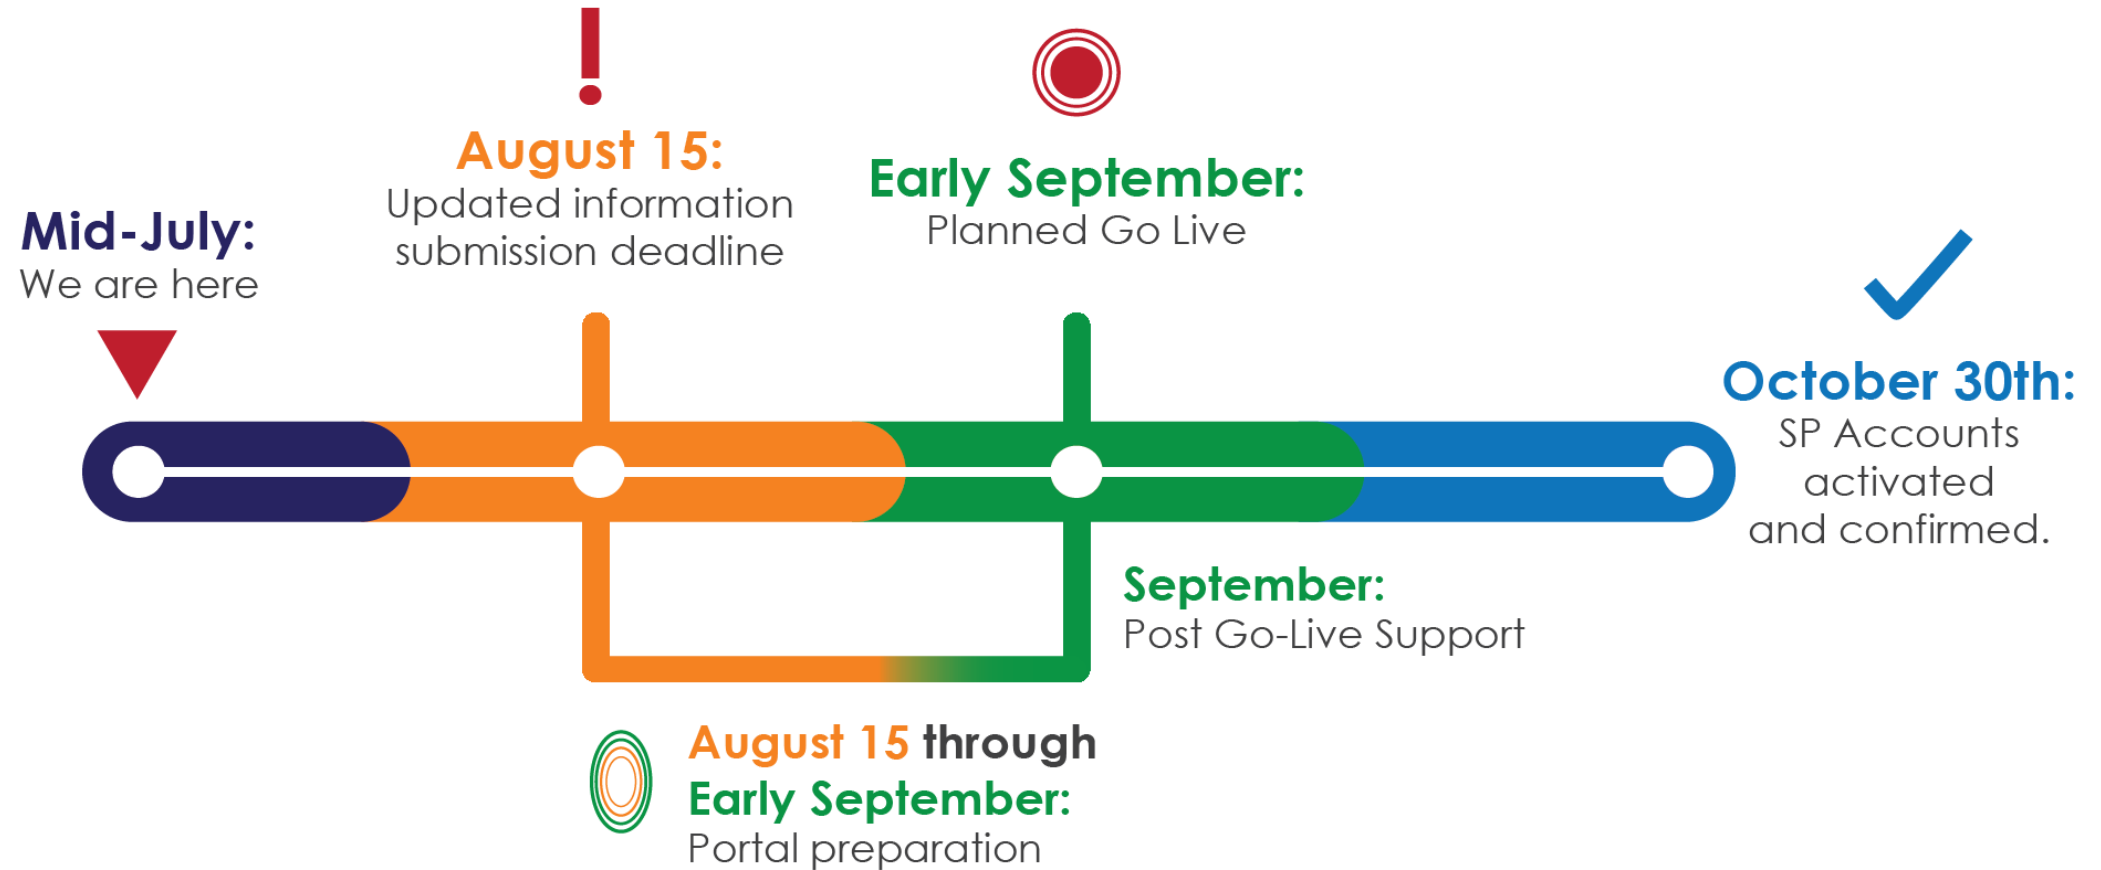 Mid-July:
We are here
August 15:
Updated information
submission deadline
Early September:
Planned Go Live
October 30th:
SP Accounts
activated
and confirmed.
September:
Post Go-Live Support
August 15 through
Early September:
Portal preparation